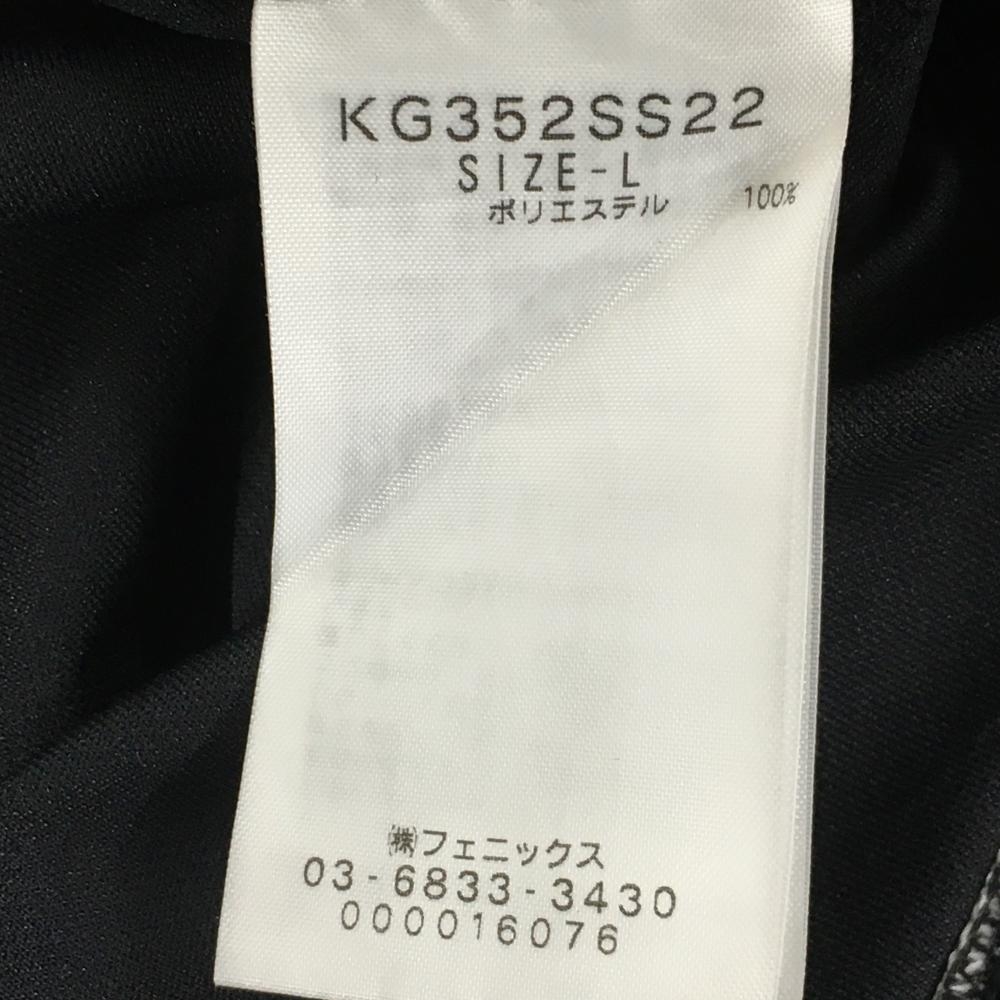 KG352SS22
SIZE-L
ポリエステル 100%
㈱フェニックス
03-6833-3430
000016076